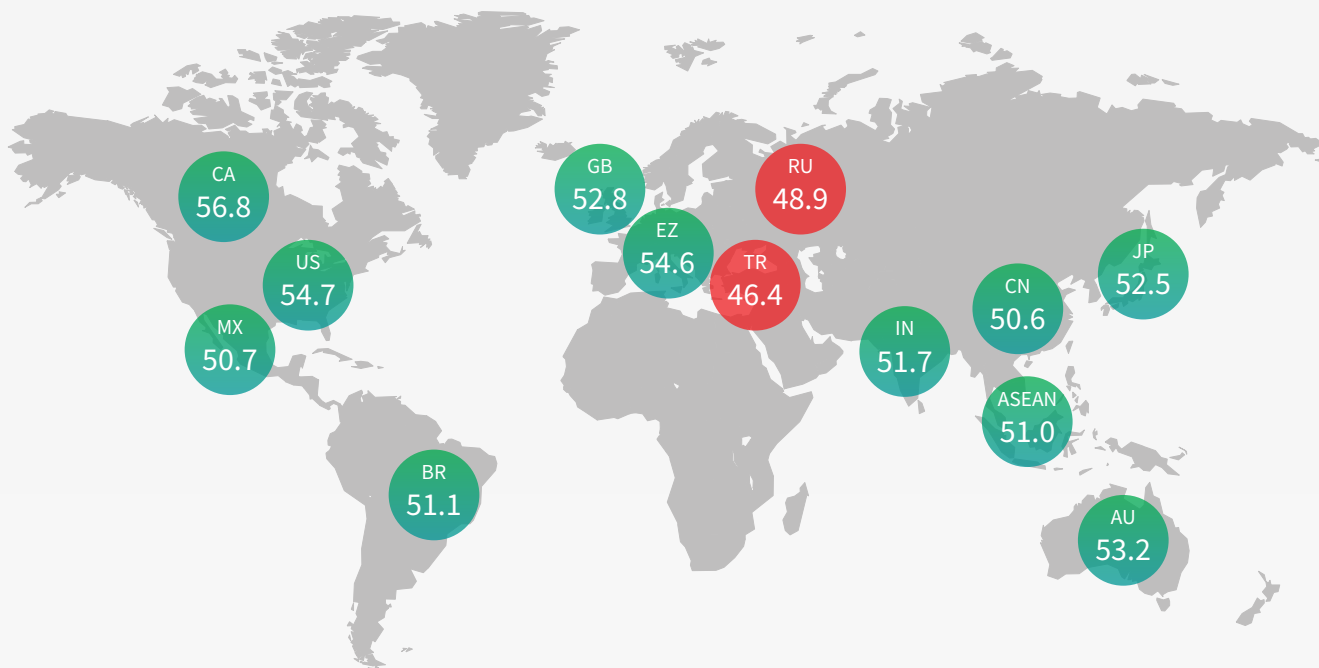 CA
56.8
GB
52.8
RU
48.9
EZ
54.6
US
54.7
TR
46.4
JP
52.5
CN
50.6
MX
50.7
IN
51.7
ASEAN
51.0
BR
51.1
AU
53.2